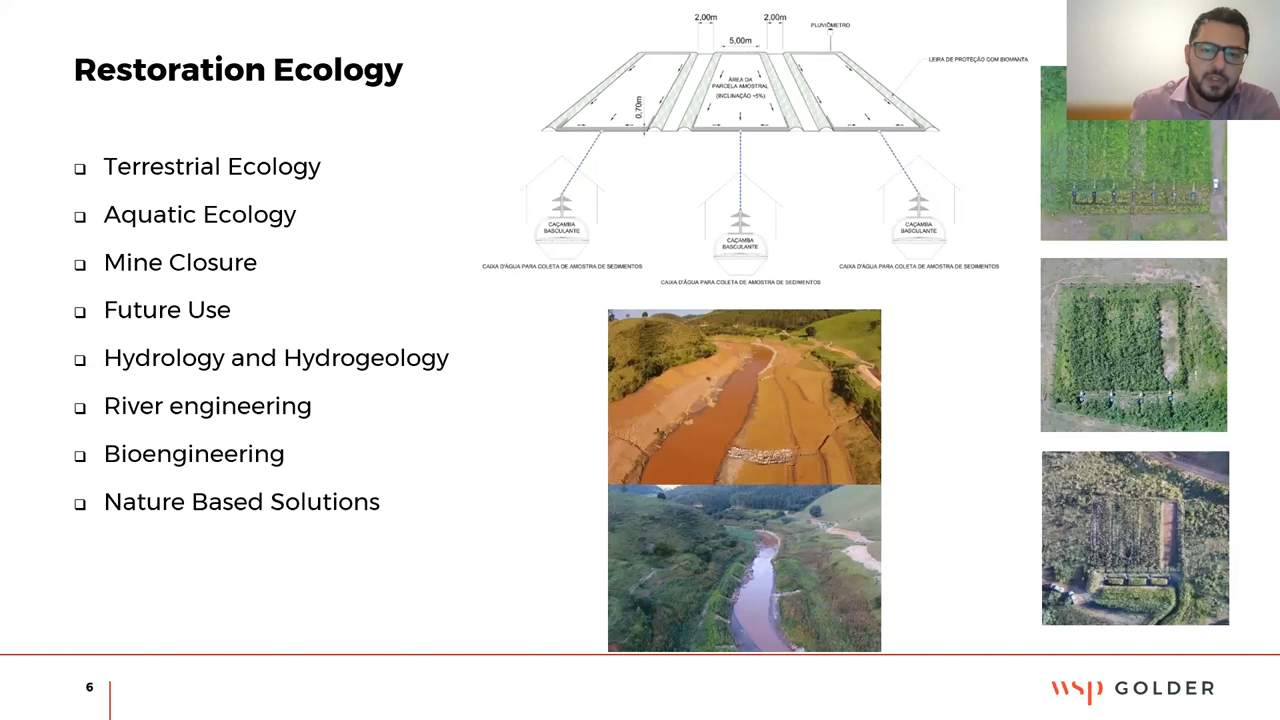 Restoration Ecology
Terrestrial Ecology
Aquatic Ecology
Mine Closure
Future Use
Hydrology and Hydrogeology
River engineering
Bioengineering
Nature Based Solutions
2,00m
2,00m
PLUVIÔMETRO
5,00m
LEIRA DE PROTEÇÃO COM BIOMANTA
ÁREA DA
PARCELA AMOSTRAL
(INCLINAÇÃO ~5%)
0,70m
CAÇAMBA
BASCULANTE
CAÇAMBA
BASCULANTE
CAÇAMBA
BASCULANTE
CAIXA D'ÁGUA PARA COLETA DE AMOSTRA DE SEDIMENTOS
CAIXA D'ÁGUA PARA COLETA DE AMOSTRA DE SEDIMENTOS
CAIXA D'ÁGUA PARA COLETA DE AMOSTRA DE SEDIMENTOS
6
wsp GOLDER